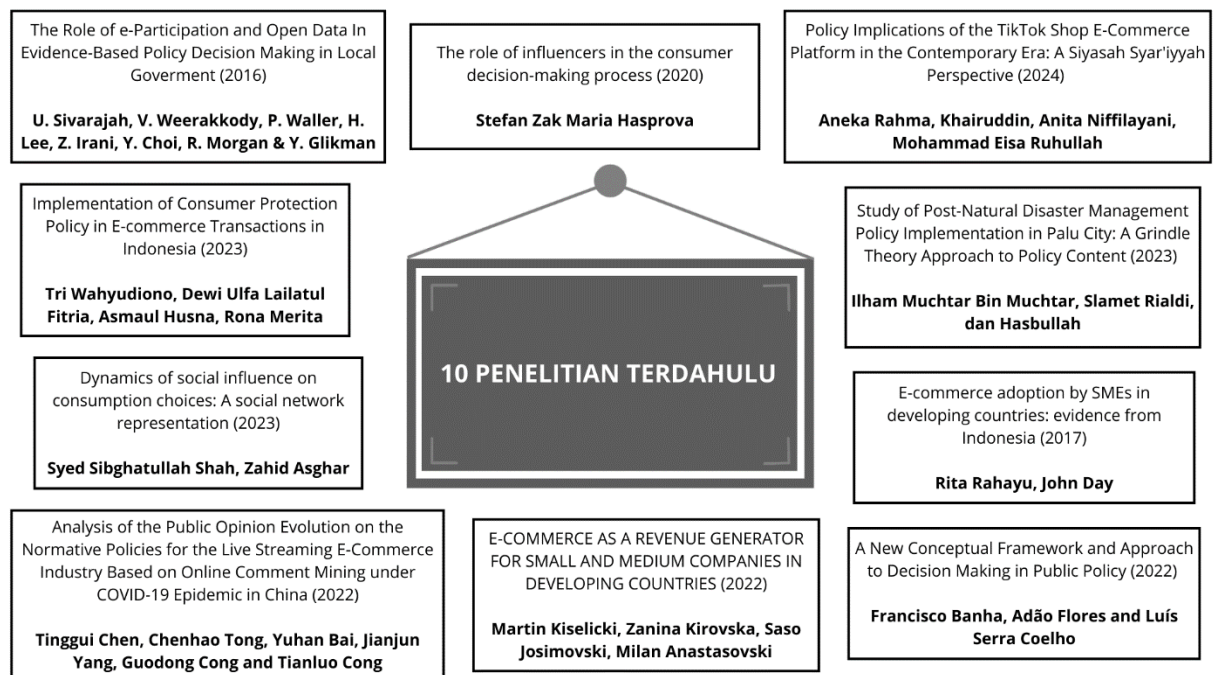 The Role of e-Participation and Open Data In
Evidence-Based Policy Decision Making in Local
Goverment (2016)
U. Sivarajah, V. Weerakkody, P. Waller, H.
Lee, Z. Irani, Y. Choi, R. Morgan & Y. Glikman
The role of influencers in the consumer
decision-making process (2020)
Stefan Zak Maria Hasprova
Policy Implications of the TikTok Shop E-Commerce
Platform in the Contemporary Era: A Siyasah Syar'iyyah
Perspective (2024)
Aneka Rahma, Khairuddin, Anita Niffilayani,
Mohammad Eisa Ruhullah
Implementation of Consumer Protection
Policy in E-commerce Transactions in
Indonesia (2023)
Tri Wahyudiono, Dewi Ulfa Lailatul
Fitria, Asmaul Husna, Rona Merita
Study of Post-Natural Disaster Management
Policy Implementation in Palu City: A Grindle
Theory Approach to Policy Content (2023)
Ilham Muchtar Bin Muchtar, Slamet Rialdi,
dan Hasbullah
10 PENELITIAN TERDAHULU
Dynamics of social influence on
consumption choices: A social network
representation (2023)
Syed Sibghatullah Shah, Zahid Asghar
E-commerce adoption by SMEs in
developing countries: evidence from
Indonesia (2017)
Rita Rahayu, John Day
Analysis of the Public Opinion Evolution on the
Normative Policies for the Live Streaming E-Commerce
Industry Based on Online Comment Mining under
COVID-19 Epidemic in China (2022)
Tinggui Chen, Chenhao Tong, Yuhan Bai, Jianjun
Yang, Guodong Cong and Tianluo Cong
E-COMMERCE AS A REVENUE GENERATOR
FOR SMALL AND MEDIUM COMPANIES IN
DEVELOPING COUNTRIES (2022)
Martin Kiselicki, Zanina Kirovska, Saso
Josimovski, Milan Anastasovski
A New Conceptual Framework and Approach
to Decision Making in Public Policy (2022)
Francisco Banha, Adão Flores and Luís
Serra Coelho